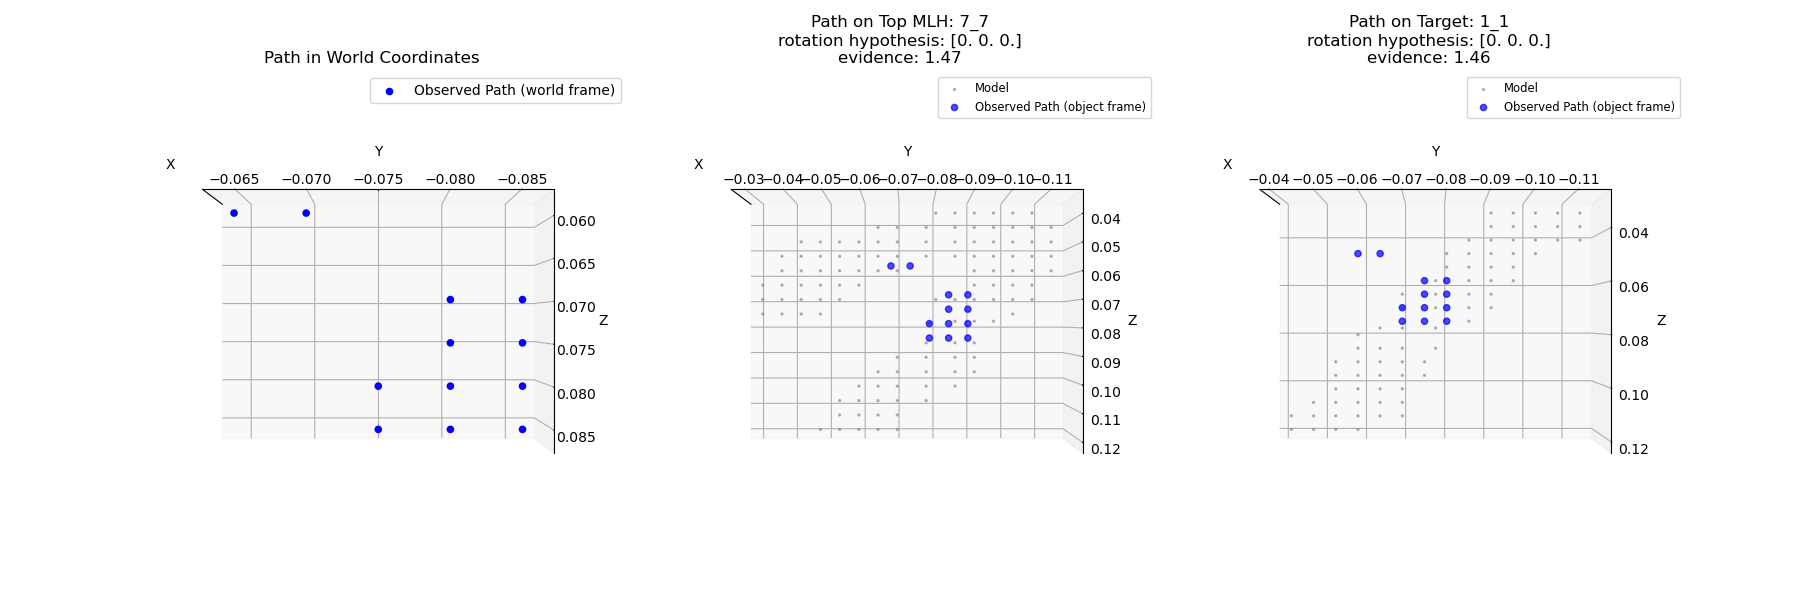 Path in World Coordinates
Observed Path (world frame)
X
Y
−0.065 −0.070 −0.075 −0.080 −0.085
0.060
0.065
0.070
Z
0.075
0.080
0.085
Path on Top MLH: 7_7
rotation hypothesis: [0. 0. 0.]
evidence: 1.47
Model
Observed Path (object frame)
X
Y
−0.03 −0.04 −0.05 −0.06 −0.07 −0.08 −0.09 −0.10 −0.11
0.04
0.05
0.06
0.07
Z
0.08
0.09
0.10
0.11
0.12
Path on Target: 1_1
rotation hypothesis: [0. 0. 0.]
evidence: 1.46
Model
Observed Path (object frame)
X
Y
−0.04 −0.05 −0.06 −0.07 −0.08 −0.09 −0.10 −0.11
0.04
0.06
Z
0.08
0.10
0.12